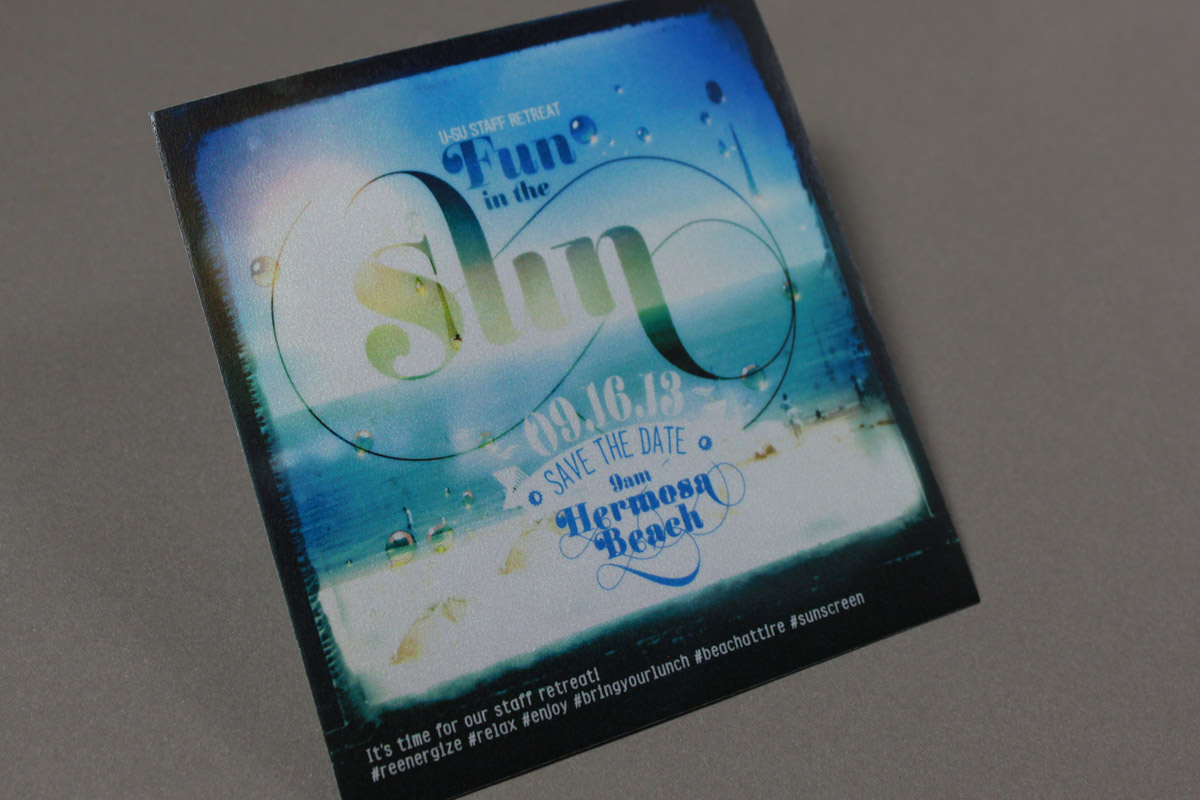 U-SU STAFF RETREAT
Fun
in the
Sun
09.16.13
SAVE THE DATE
9am
Hermosa
Beach
It's time for our staff retreat!
#reenergize #relax #enjoy #bringyourlunch #beachattire #sunscreen